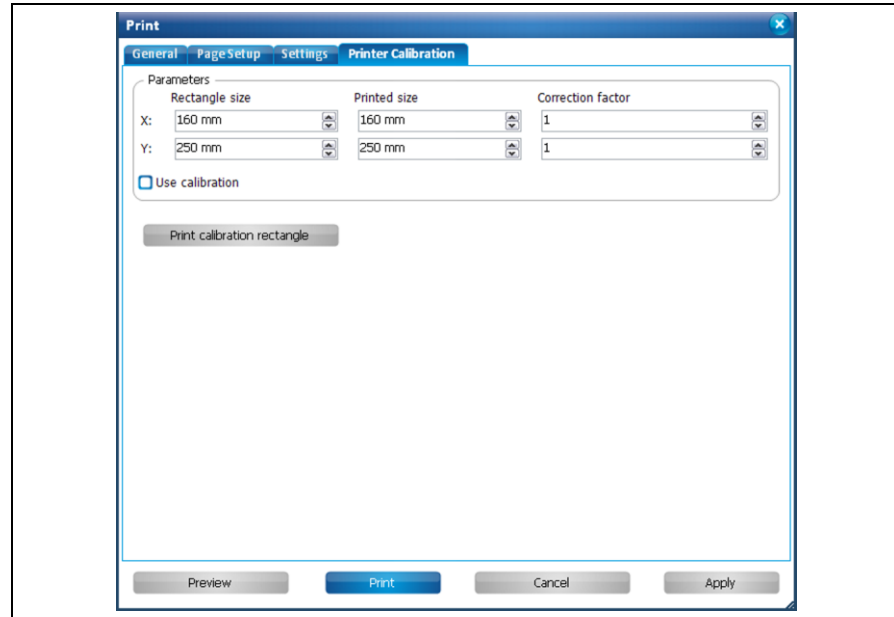 Print
General Page Setup Settings Printer Calibration
Parameters
Rectangle size Printed size Correction factor
X: 160 mm 160 mm 1
Y: 250 mm 250 mm 1
Use calibration
Print calibration rectangle
Preview Print Cancel Apply